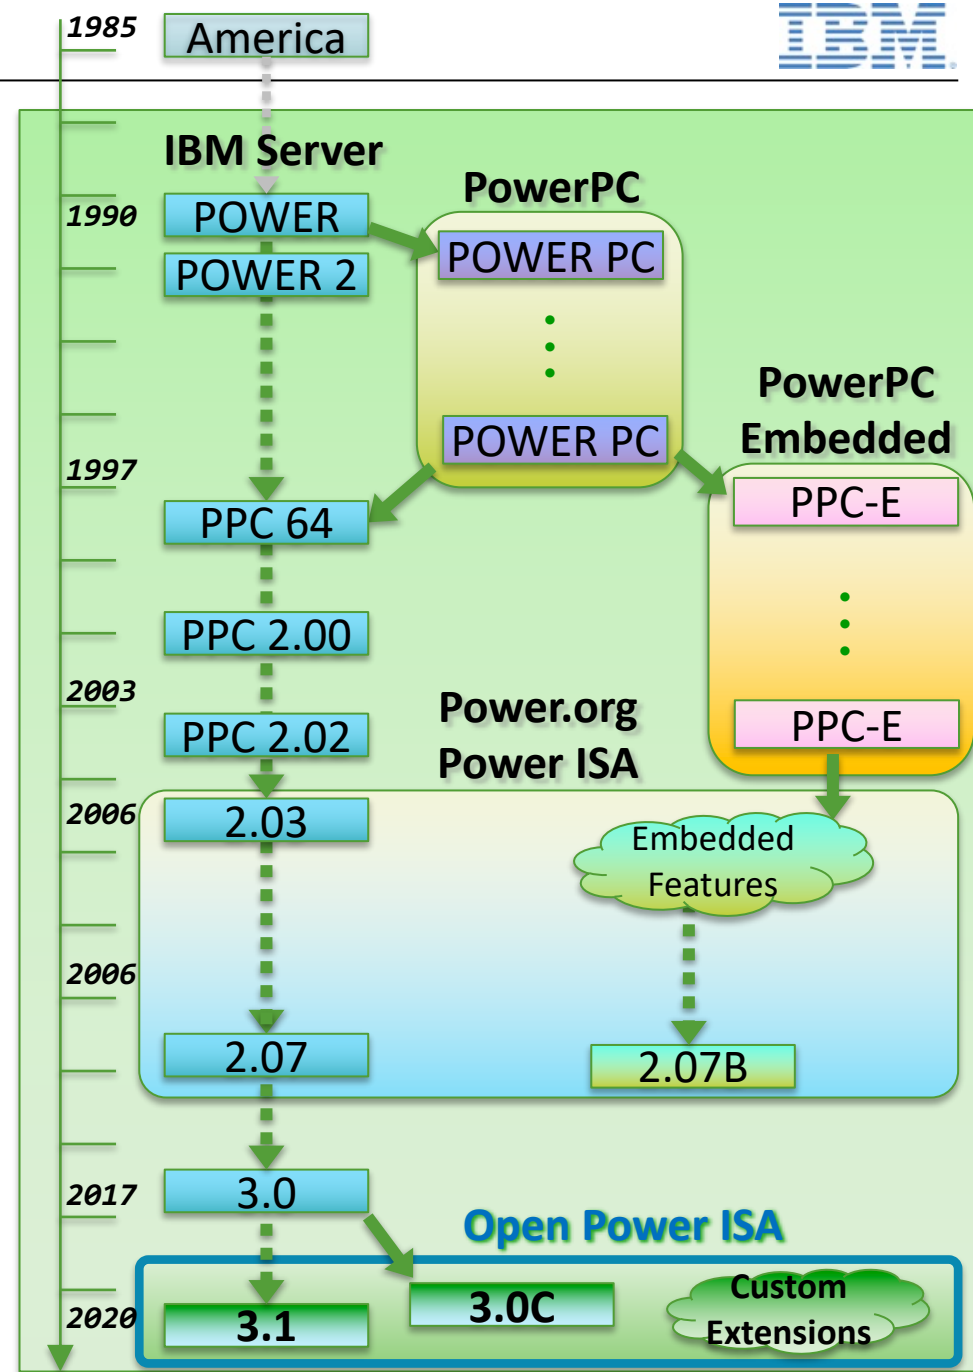 1985
America
IBM
IBM Server
PowerPC
1990
POWER
POWER PC
POWER 2
PowerPC
Embedded
POWER PC
1997
PPC-E
PPC 64
PPC 2.00
2003
Power.org
Power ISA
PPC-E
PPC 2.02
2006
2.03
Embedded
Features
2006
2.07
2.07B
2017
3.0
Open Power ISA
2020
3.1
3.0C
Custom
Extensions